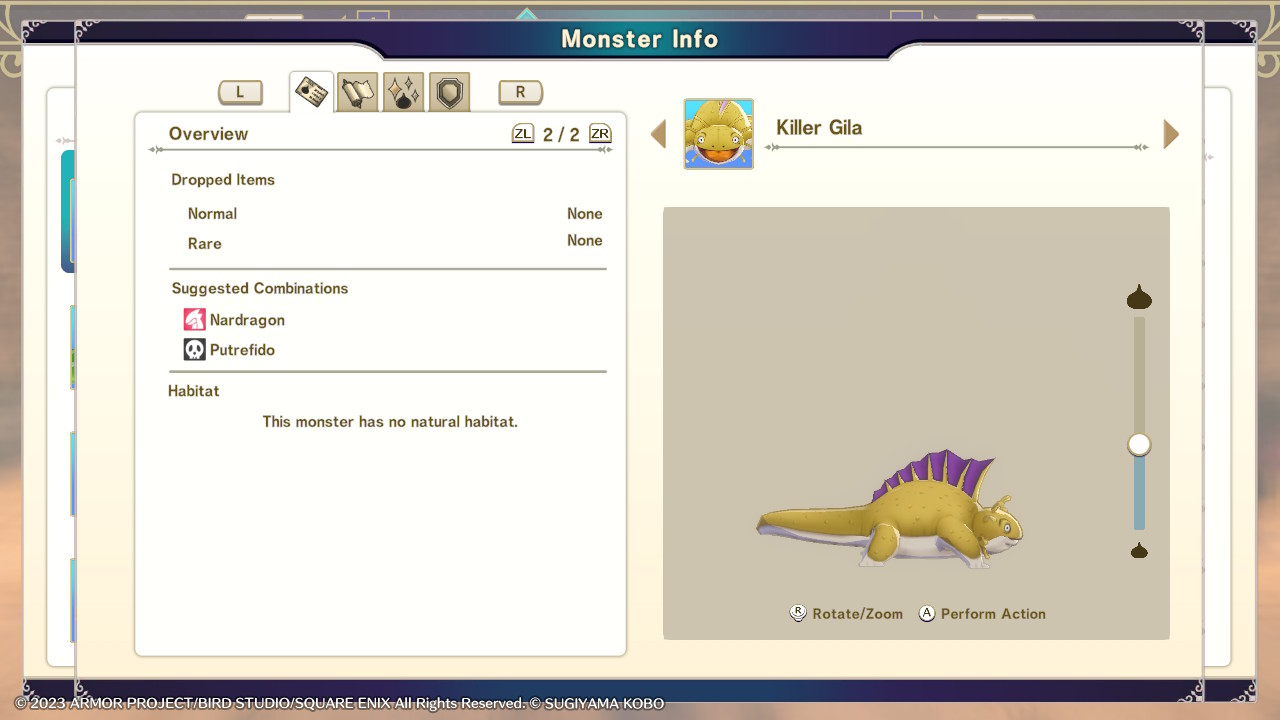 Monster Info
L
R
Overview
ZL 2 / 2 ZR
Killer Gila
Dropped Items
Normal None
Rare None
Suggested Combinations
Nardragon
Putrefido
Habitat
This monster has no natural habitat.
R Rotate/Zoom A Perform Action
© 2023 ARMOR PROJECT/BIRD STUDIO/SQUARE ENIX All Rights Reserved. © SUGIYAMA KOBO